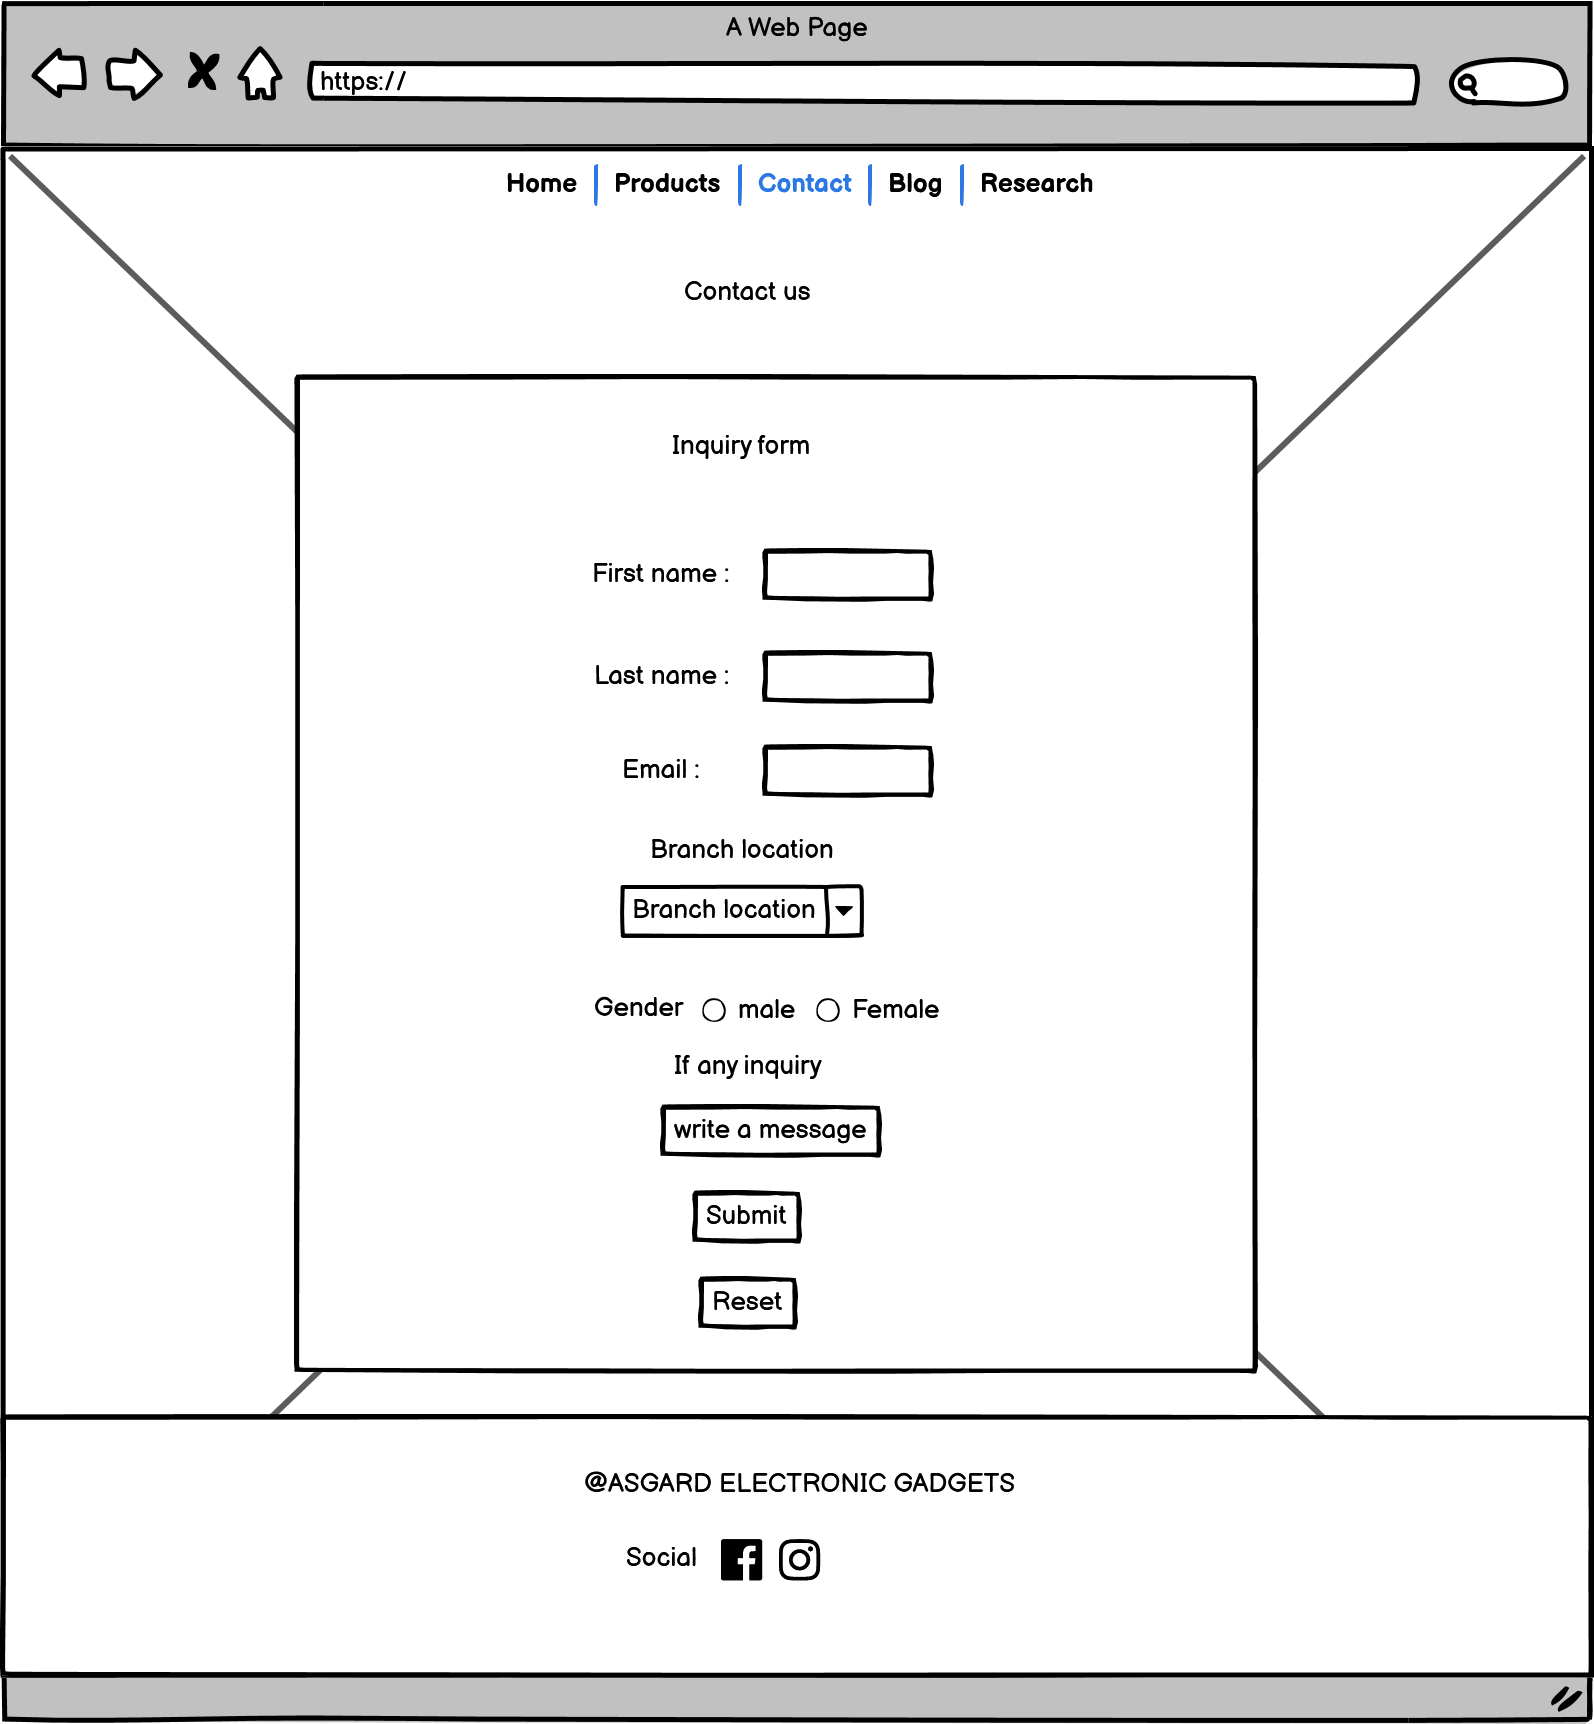 A Web Page
https://
Home Products Contact Blog Research
Contact us
Inquiry form
First name :
Last name :
Email :
Branch location
Branch location
Gender male Female
If any inquiry
write a message
Submit
Reset
@ASGARD ELECTRONIC GADGETS
Social